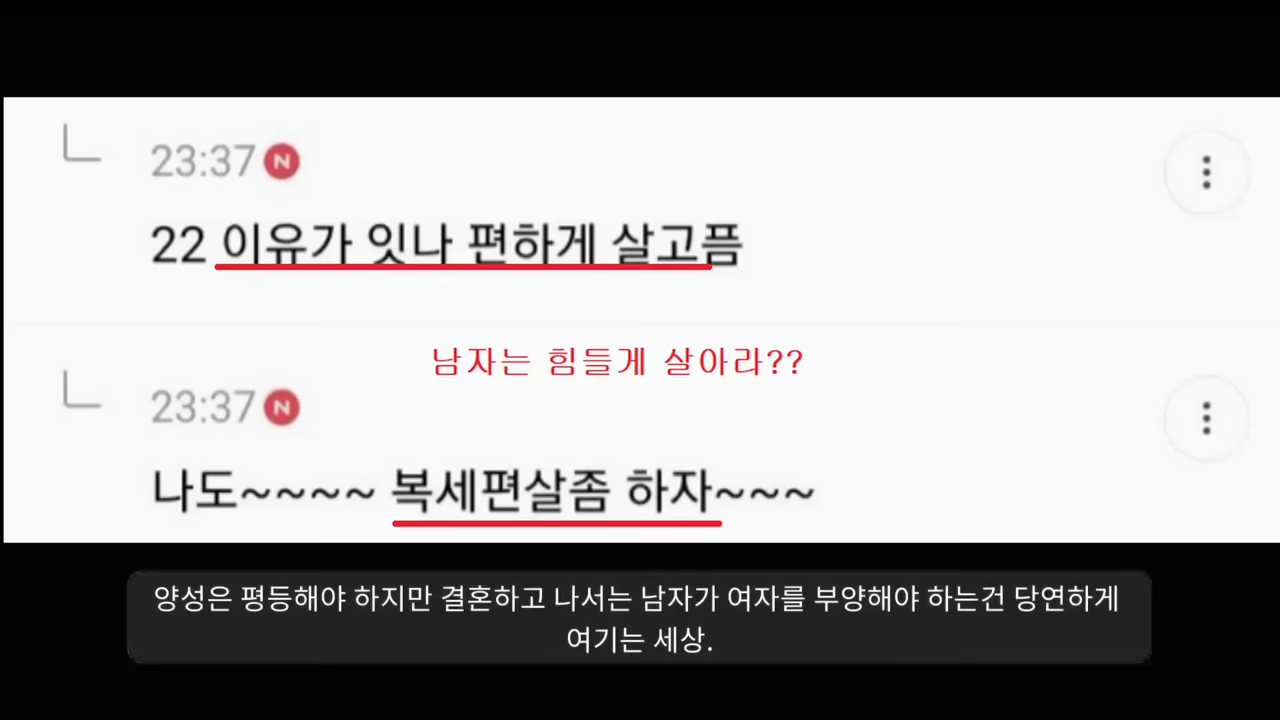 23:37 N
22 이유가 잇나 편하게 살고픔
남자는 힘들게 살아라??
23:37 N
나도~~~~ 복세편살좀 하자~~~
양성은 평등해야 하지만 결혼하고 나서는 남자가 여자를 부양해야 하는건 당연하게
여기는 세상.